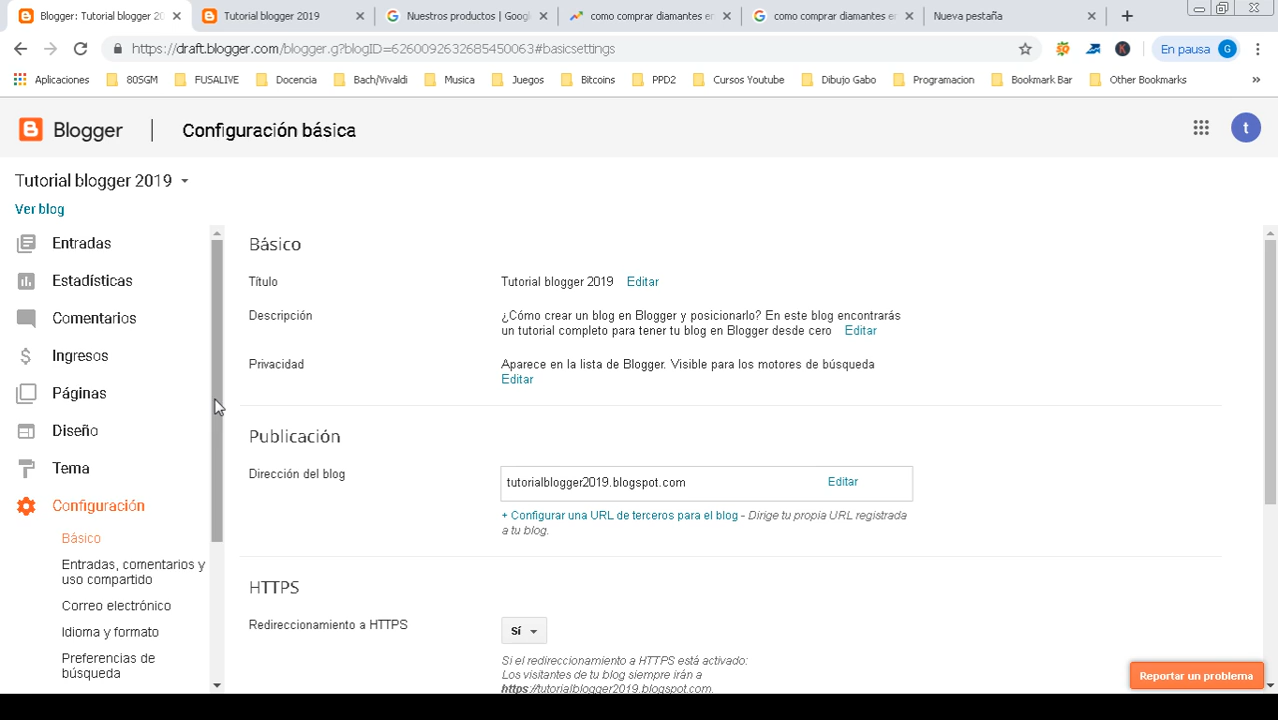 Blogger: Tutorial blogger 20
Tutorial blogger 2019
Nuestros productos | Googl
como comprar diamantes en
como comprar diamantes en
Nueva pestaña
https://draft.blogger.com/blogger.g?blogID=6260092632685450063#basicsettings
En pausa
G
Aplicaciones
80SGM
FUSALIVE
Docencia
Bach/Vivaldi
Musica
Juegos
Bitcoins
PPD2
Cursos Youtube
Dibujo Gabo
Programacion
Bookmark Bar
Other Bookmarks
»
Blogger
Configuración básica
t
Tutorial blogger 2019
Ver blog
Entradas
Estadísticas
Comentarios
Ingresos
Páginas
Diseño
Tema
Configuración
Básico
Entradas, comentarios y
uso compartido
Correo electrónico
Idioma y formato
Preferencias de
búsqueda
Básico
Título
Tutorial blogger 2019 Editar
Descripción
¿Cómo crear un blog en Blogger y posicionarlo? En este blog encontrarás
un tutorial completo para tener tu blog en Blogger desde cero Editar
Privacidad
Aparece en la lista de Blogger. Visible para los motores de búsqueda
Editar
Publicación
Dirección del blog
tutorialblogger2019.blogspot.com Editar
+ Configurar una URL de terceros para el blog - Dirige tu propia URL registrada
a tu blog.
HTTPS
Redireccionamiento a HTTPS
Sí
Si el redireccionamiento a HTTPS está activado:
Los visitantes de tu blog siempre irán a
https://tutorialblogger2019.blogspot.com.
Reportar un problema